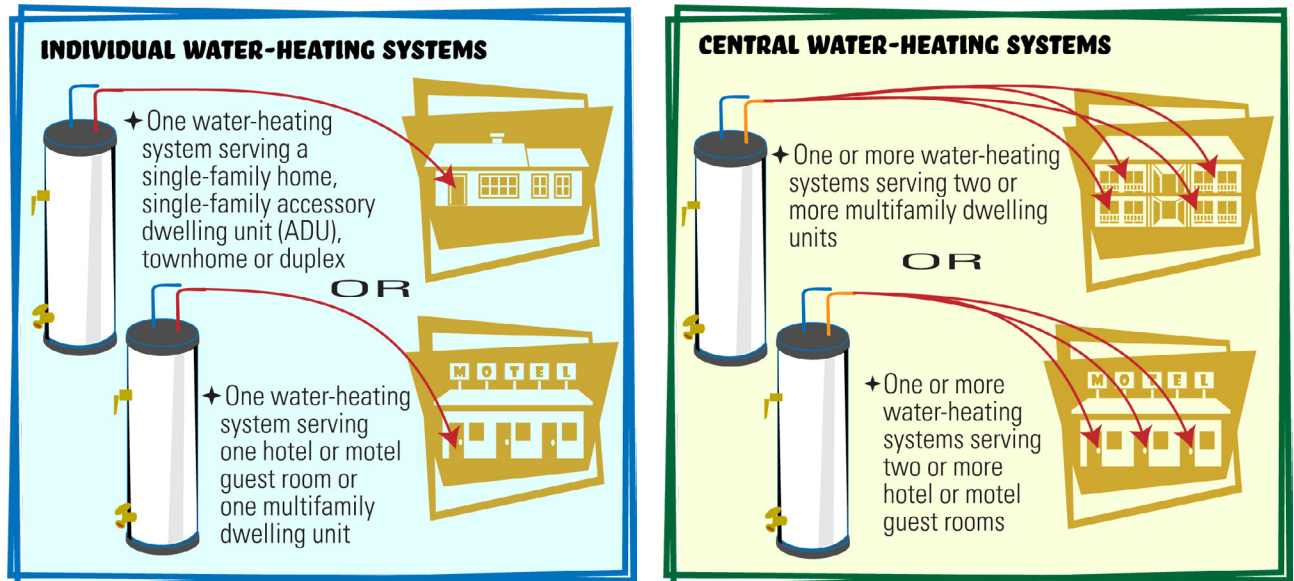 INDIVIDUAL WATER-HEATING SYSTEMS
One water-heating
system serving a
single-family home,
single-family accessory
dwelling unit (ADU),
townhome or duplex
OR
MOTEL
One water-heating
system serving
one hotel or motel
guest room or
one multifamily
dwelling unit
CENTRAL WATER-HEATING SYSTEMS
One or more water-heating
systems serving two or
more multifamily dwelling
units
OR
MOTEL
One or more
water-heating
systems serving
two or more
hotel or motel
guest rooms